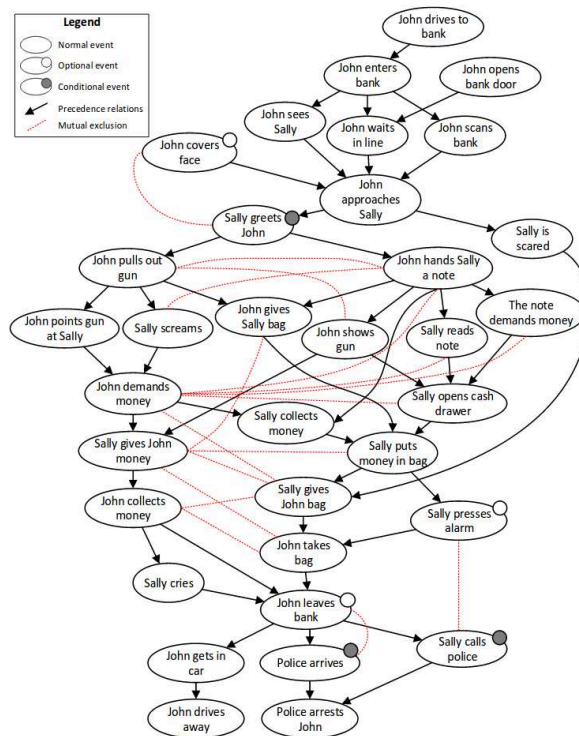 Legend
Normal event
Optional event
Conditional event
Precedence relations
Mutual exclusion
John drives to
bank
John enters
bank
John opens
bank door
John sees
Sally
John waits
in line
John scans
bank
John covers
face
John
approaches
Sally
Sally greets
John
Sally is
scared
John pulls out
gun
John hands Sally
a note
John points gun
at Sally
Sally screams
John gives
Sally bag
John shows
gun
Sally reads
note
The note
demands money
John demands
money
Sally collects
money
Sally opens cash
drawer
Sally gives John
money
Sally puts
money in bag
John collects
money
Sally gives
John bag
Sally presses
alarm
John takes
bag
Sally cries
John leaves
bank
John gets in
car
Police arrives
Sally calls
police
John drives
away
Police arrests
John